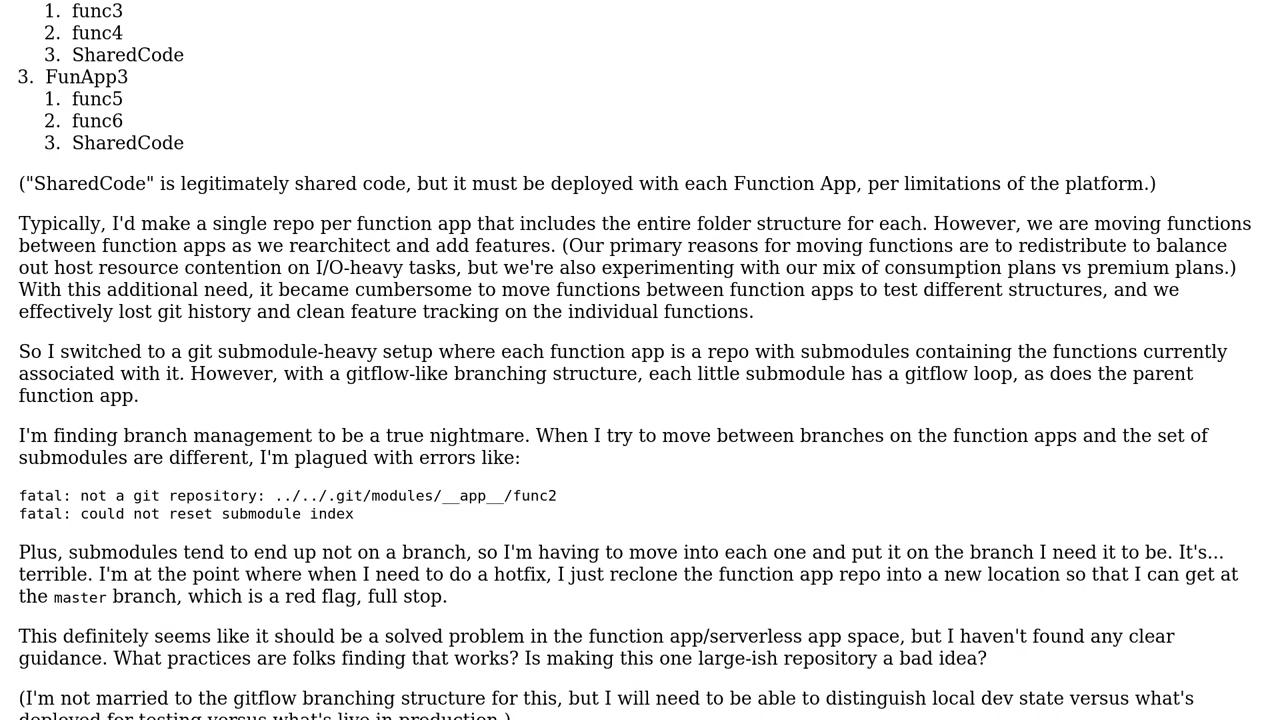 1. func3
2. func4
3. SharedCode
3. FunApp3
1. func5
2. func6
3. SharedCode
("SharedCode" is legitimately shared code, but it must be deployed with each Function App, per limitations of the platform.)
Typically, I'd make a single repo per function app that includes the entire folder structure for each. However, we are moving functions
between function apps as we rearchitect and add features. (Our primary reasons for moving functions are to redistribute to balance
out host resource contention on I/O-heavy tasks, but we're also experimenting with our mix of consumption plans vs premium plans.)
With this additional need, it became cumbersome to move functions between function apps to test different structures, and we
effectively lost git history and clean feature tracking on the individual functions.
So I switched to a git submodule-heavy setup where each function app is a repo with submodules containing the functions currently
associated with it. However, with a gitflow-like branching structure, each little submodule has a gitflow loop, as does the parent
function app.
I'm finding branch management to be a true nightmare. When I try to move between branches on the function apps and the set of
submodules are different, I'm plagued with errors like:
fatal: not a git repository: ../../.git/modules/__app__/func2
fatal: could not reset submodule index
Plus, submodules tend to end up not on a branch, so I'm having to move into each one and put it on the branch I need it to be. It's...
terrible. I'm at the point where when I need to do a hotfix, I just reclone the function app repo into a new location so that I can get at
the master branch, which is a red flag, full stop.
This definitely seems like it should be a solved problem in the function app/serverless app space, but I haven't found any clear
guidance. What practices are folks finding that works? Is making this one large-ish repository a bad idea?
(I'm not married to the gitflow branching structure for this, but I will need to be able to distinguish local dev state versus what's
deployed for testing versus what's live in production.)